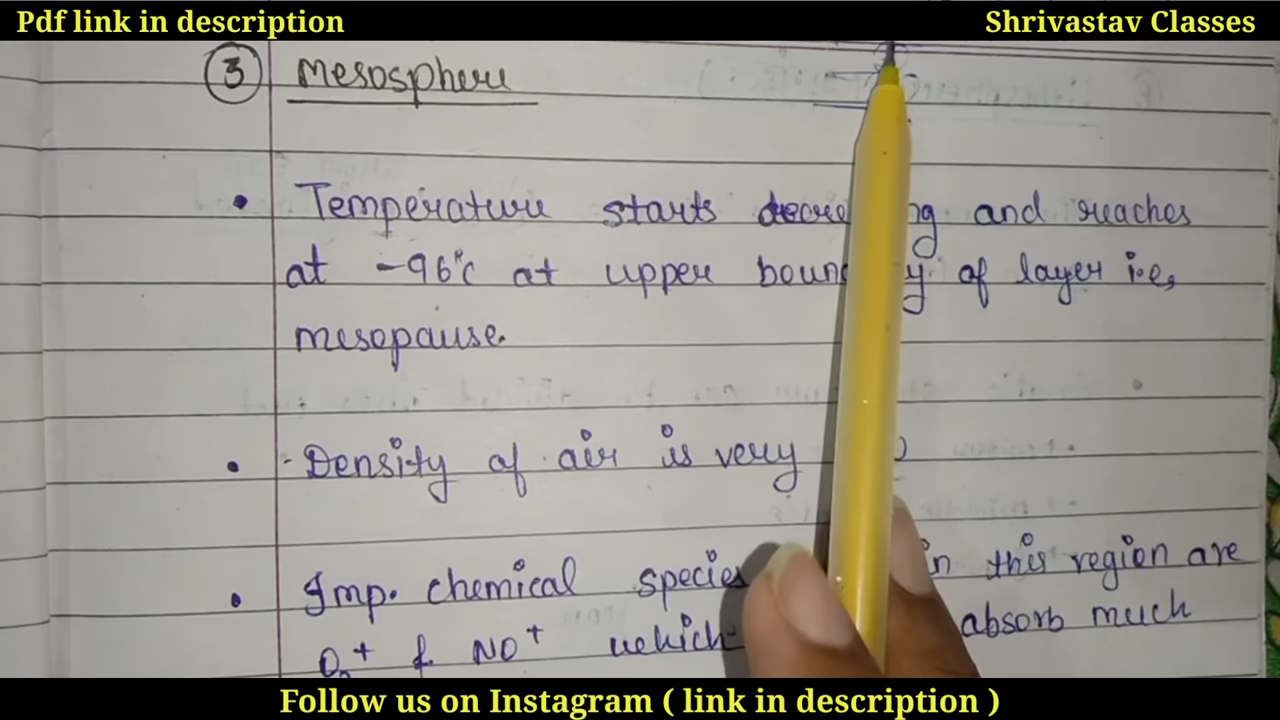 Pdf link in description
Shrivastav Classes
3 Mesosphere
• Temperature starts and reaches
at -96°c at upper of layer i.e,
mesopause.
• Density of air is very
• Imp. chemical in this region are
O2+ & NO+ which absorb much
Follow us on Instagram ( link in description )